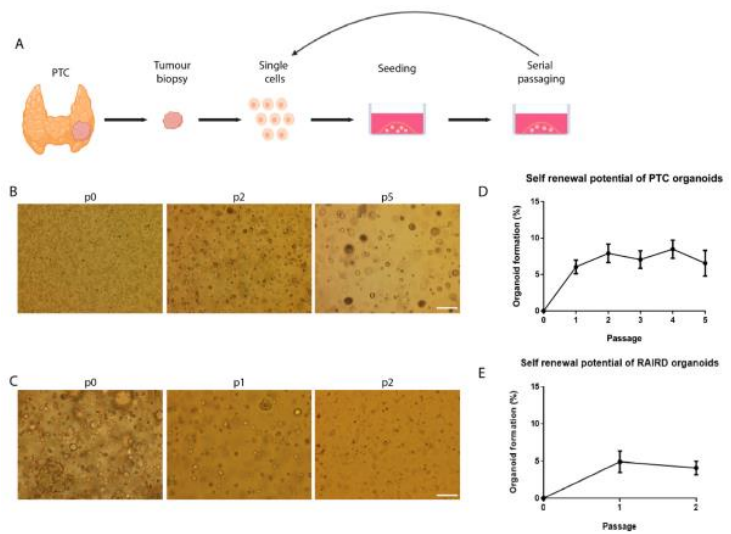 A
PTC
Tumour
biopsy
Single
cells
Seeding
Serial
passaging
B
p0
p2
p5
C
p0
p1
p2
D
Self renewal potential of PTC organoids
Organoid formation (%)
15
10
5
0
0 1 2 3 4 5
Passage
E
Self renewal potential of RAIRD organoids
Organoid formation (%)
15
10
5
0
0 1 2
Passage